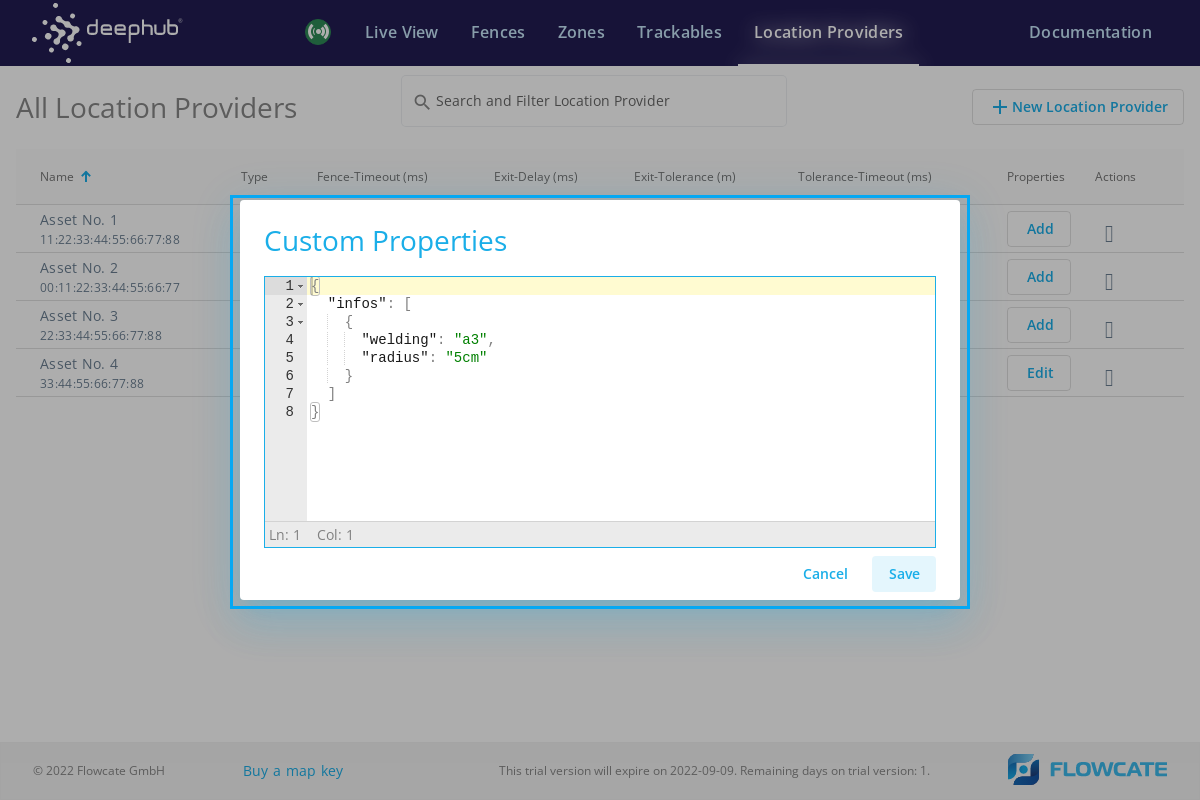 deephub®
Live View Fences Zones Trackables Location Providers Documentation
All Location Providers
Search and Filter Location Provider
New Location Provider
Name Type Fence-Timeout (ms) Exit-Delay (ms) Exit-Tolerance (m) Tolerance-Timeout (ms) Properties Actions
Asset No. 1
11:22:33:44:55:66:77:88
Add
Asset No. 2
00:11:22:33:44:55:66:77
Add
Asset No. 3
22:33:44:55:66:77:88
Add
Asset No. 4
33:44:55:66:77:88
Edit
Custom Properties
1 {
2 "infos": [
3 {
4 "welding": "a3",
5 "radius": "5cm"
6 }
7 ]
8 }
Ln: 1 Col: 1
Cancel Save
© 2022 Flowcate GmbH Buy a map key This trial version will expire on 2022-09-09. Remaining days on trial version: 1. FLOWCATE